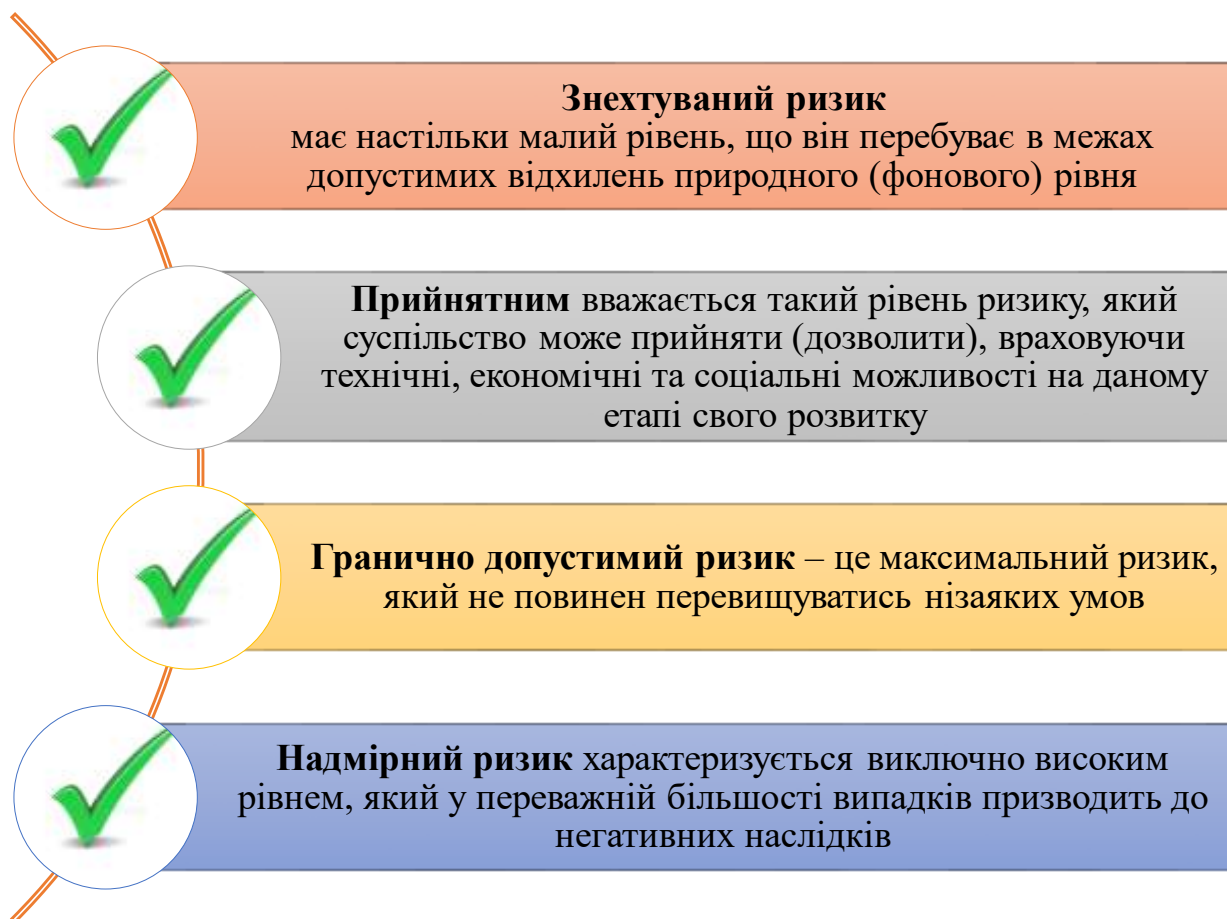 Знехтуваний ризик
має настільки малий рівень, що він перебуває в межах
допустимих відхилень природного (фонового) рівня
Прийнятним вважається такий рівень ризику, який
суспільство може прийняти (дозволити), враховуючи
технічні, економічні та соціальні можливості на даному
етапі свого розвитку
Гранично допустимий ризик – це максимальний ризик,
який не повинен перевищуватись нізаяких умов
Надмірний ризик характеризується виключно високим
рівнем, який у переважній більшості випадків призводить до
негативних наслідків